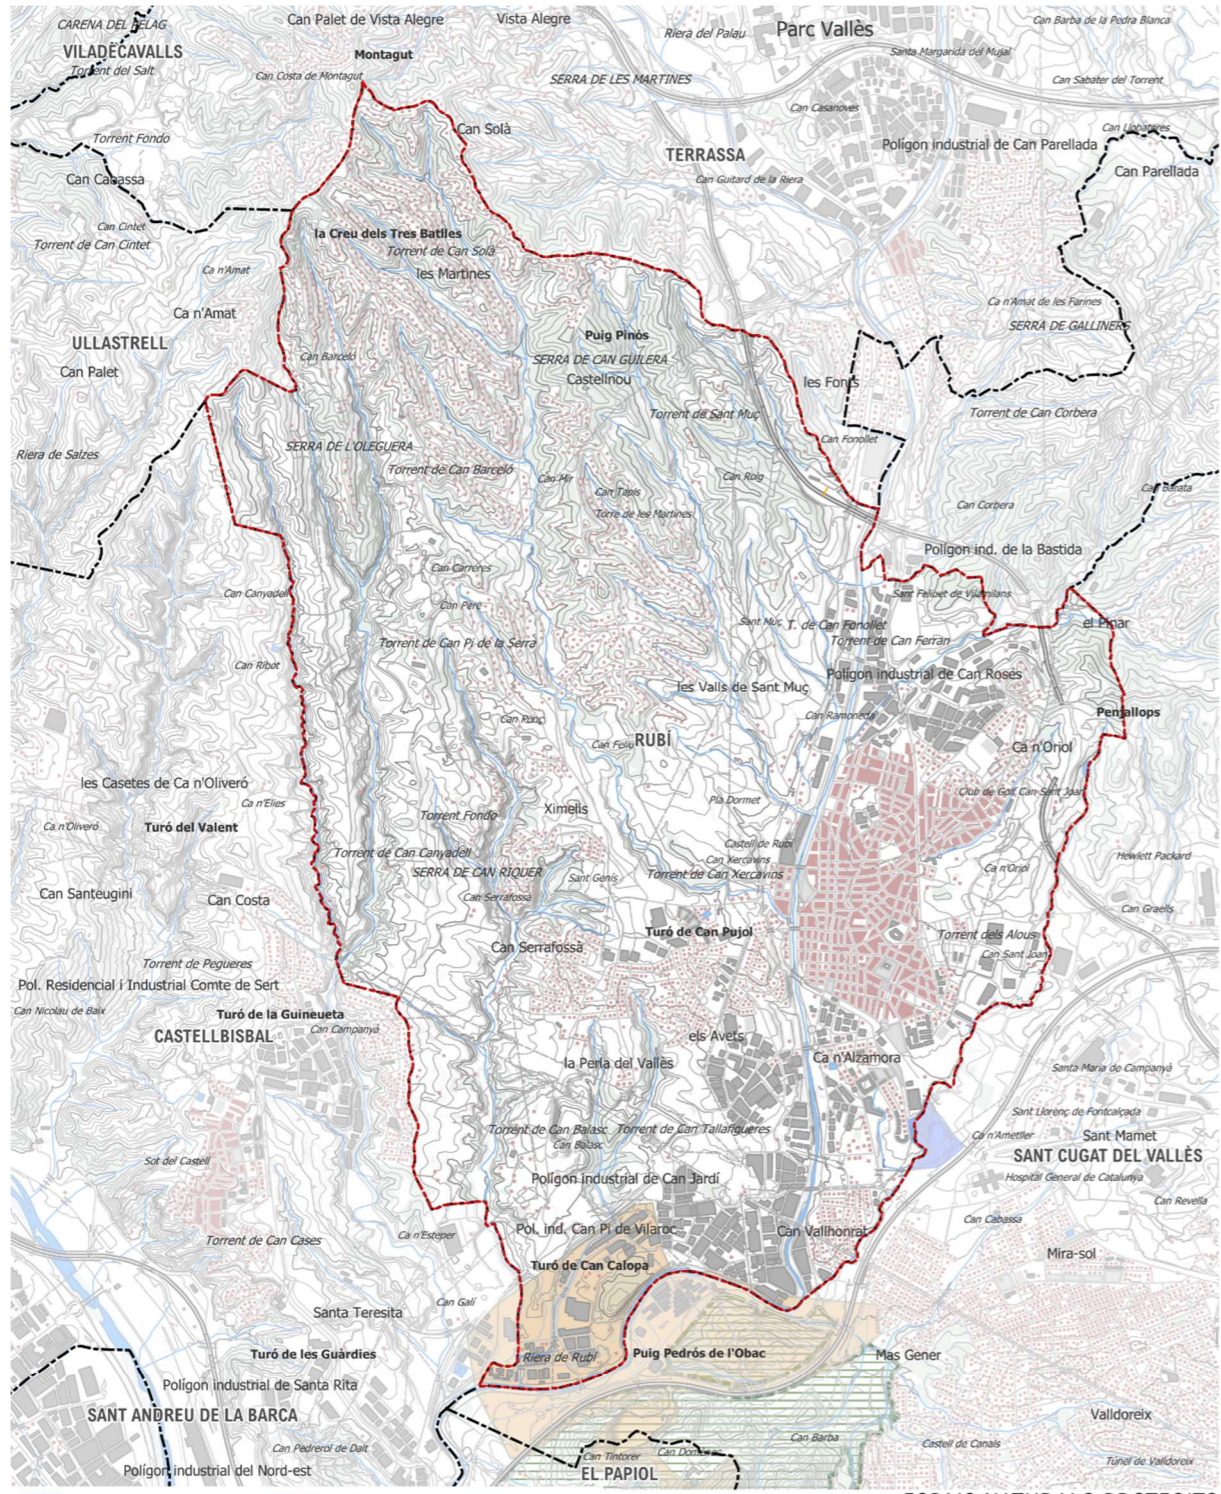 Can Palet de Vista Alegre
Vista Alegre
CARENA DEL PELAG
Riera del Palau
Parc Vallès
Can Barba de la Pedra Blanca
VILADECAVALLS
Montagut
Santa Margarida del Mujal
Torrent del Salt
Can Costa de Montagut
SERRA DE LES MARTINES
Can Sabater del Torrent
Can Casanoves
Torrent Fondo
Can Solà
Can Llobateres
TERRASSA
Polígon industrial de Can Parellada
Can Cabassa
Can Guitard de la Riera
Can Parellada
Can Cintet
la Creu dels Tres Batlles
Torrent de Can Cintet
Torrent de Can Solà
Ca n'Amat
les Martines
Ca n'Amat
Ca n'Amat de les Farines
SERRA DE GALLINERS
ULLASTRELL
Puig Pinós
Can Barceló
SERRA DE CAN GUILERA
Can Palet
Castellnou
les Fonts
Torrent de Sant Muç
Torrent de Can Corbera
Can Fonollet
SERRA DE L'OLEGUERA
Riera de Salzes
Torrent de Can Barceló
Can Mir
Can Roig
Can Barata
Can Tapis
Can Corbera
Torre de les Martines
Polígon ind. de la Bastida
Can Carreres
Can Canyadell
Sant Feliuet de Vilamilans
Can Pere
Sant Muç
T. de Can Fonollet
el Pinar
Torrent de Can Pi de la Serra
Torrent de Can Ferran
Can Ribot
Polígon industrial de Can Rosés
les Valls de Sant Muç
Can Ramoneda
Penjallops
Can Runç
Can Feliu
RUBÍ
Ca n'Oriol
les Casetes de Ca n'Oliveró
Club de Golf Can Sant Joan
Ca n'Elies
Pla Dormet
Ximelis
Torrent Fondo
Ca n'Oliveró
Turó del Valent
Castell de Rubí
Torrent de Can Canyadell
Can Xercavins
Hewlett Packard
SERRA DE CAN RIQUER
Sant Genís
Torrent de Can Xercavins
Ca n'Oriol
Can Santeugini
Can Costa
Can Serrafossà
Can Graells
Turó de Can Pujol
Torrent dels Alous
Can Serrafossà
Can Sant Joan
Torrent de Pegueres
Pol. Residencial i Industrial Comte de Sert
Can Nicolau de Baix
Turó de la Guineueta
Can Campanyà
CASTELLBISBAL
els Avets
la Perla del Vallès
Ca n'Alzamora
Santa Maria de Campanyà
Sant Llorenç de Fontcalçada
Torrent de Can Balasc
Torrent de Can Tallafigueres
Ca n'Ametller
Sant Mamet
Can Balasc
SANT CUGAT DEL VALLÈS
Sot del Castell
Polígon industrial de Can Jardí
Hospital General de Catalunya
Can Revella
Can Cabassa
Pol. ind. Can Pi de Vilaroc
Can Vallhonrat
Ca n'Esteper
Torrent de Can Cases
Mira-sol
Turó de Can Calopa
Can Galí
Santa Teresita
Turó de les Guàrdies
Riera de Rubí
Puig Pedrós de l'Obac
Mas Gener
Polígon industrial de Santa Rita
SANT ANDREU DE LA BARCA
Valldoreix
Can Pedrerol de Dalt
Can Barba
Castell de Canals
Can Tintorer
Can Domènec
Túnel de Valldoreix
Polígon industrial del Nord-est
EL PAPIOL